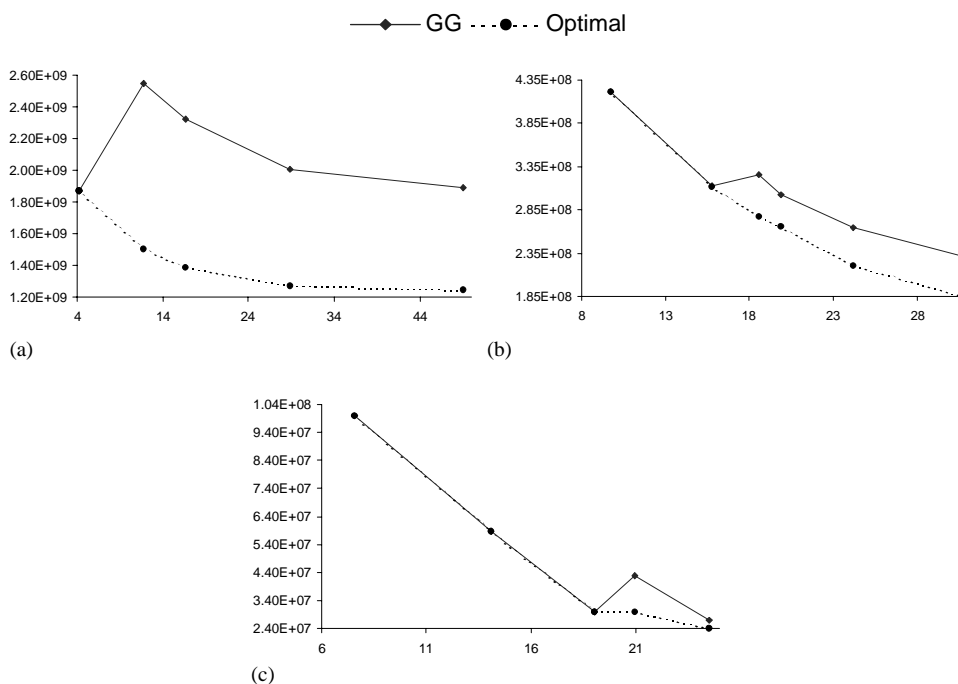 GG Optimal
2.60E+09
2.40E+09
2.20E+09
2.00E+09
1.80E+09
1.60E+09
1.40E+09
1.20E+09
4 14 24 34 44
(a)
4.35E+08
3.85E+08
3.35E+08
2.85E+08
2.35E+08
1.85E+08
8 13 18 23 28
(b)
1.04E+08
9.40E+07
8.40E+07
7.40E+07
6.40E+07
5.40E+07
4.40E+07
3.40E+07
2.40E+07
6 11 16 21
(c)